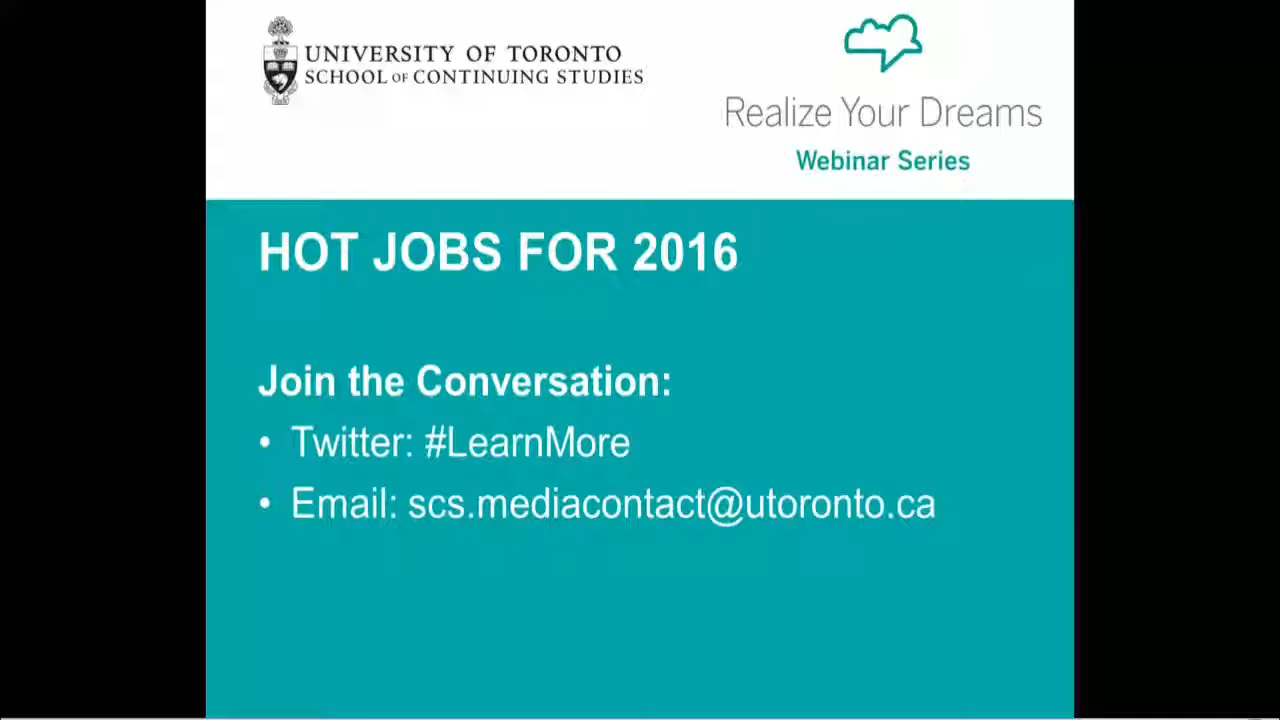 UNIVERSITY OF TORONTO
SCHOOL OF CONTINUING STUDIES
Realize Your Dreams
Webinar Series
HOT JOBS FOR 2016
Join the Conversation:
• Twitter: #LearnMore
• Email: scs.mediacontact@utoronto.ca